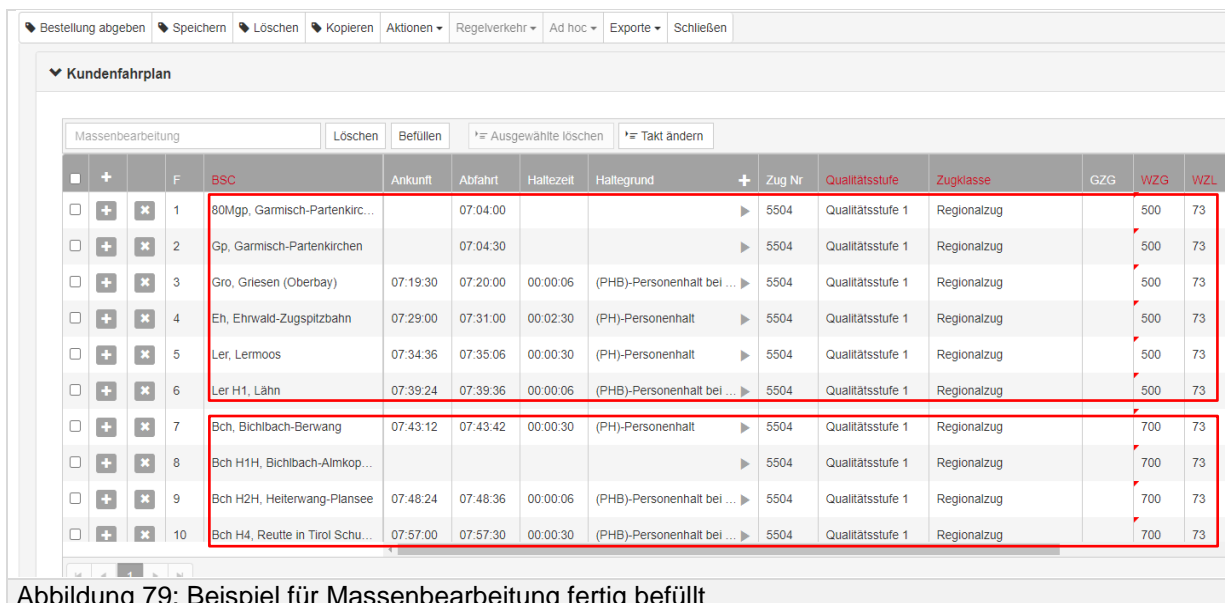 Bestellung abgeben Speichern Löschen Kopieren Aktionen Regelverkehr Ad hoc Exporte Schließen
Kundenfahrplan
Massenbearbeitung Löschen Befüllen Ausgewählte löschen Takt ändern
F BSC Ankunft Abfahrt Haltezeit Haltegrund Zug Nr Qualitätsstufe Zugklasse GZG WZG WZL
1 80Mgp, Garmisch-Partenkirc... 07:04:00 5504 Qualitätsstufe 1 Regionalzug 500 73
2 Gp, Garmisch-Partenkirchen 07:04:30 5504 Qualitätsstufe 1 Regionalzug 500 73
3 Gro, Griesen (Oberbay) 07:19:30 07:20:00 00:00:06 (PHB)-Personenhalt bei ... 5504 Qualitätsstufe 1 Regionalzug 500 73
4 Eh, Ehrwald-Zugspitzbahn 07:29:00 07:31:00 00:02:30 (PH)-Personenhalt 5504 Qualitätsstufe 1 Regionalzug 500 73
5 Ler, Lermoos 07:34:36 07:35:06 00:00:30 (PH)-Personenhalt 5504 Qualitätsstufe 1 Regionalzug 500 73
6 Ler H1, Lähn 07:39:24 07:39:36 00:00:06 (PHB)-Personenhalt bei ... 5504 Qualitätsstufe 1 Regionalzug 500 73
7 Bch, Bichlbach-Berwang 07:43:12 07:43:42 00:00:30 (PH)-Personenhalt 5504 Qualitätsstufe 1 Regionalzug 700 73
8 Bch H1H, Bichlbach-Almkop... 5504 Qualitätsstufe 1 Regionalzug 700 73
9 Bch H2H, Heiterwang-Plansee 07:48:24 07:48:36 00:00:06 (PHB)-Personenhalt bei ... 5504 Qualitätsstufe 1 Regionalzug 700 73
10 Bch H4, Reutte in Tirol Schu... 07:57:00 07:57:30 00:00:30 (PHB)-Personenhalt bei ... 5504 Qualitätsstufe 1 Regionalzug 700 73
1
Abbildung 79: Beispiel für Massenbearbeitung fertig befüllt